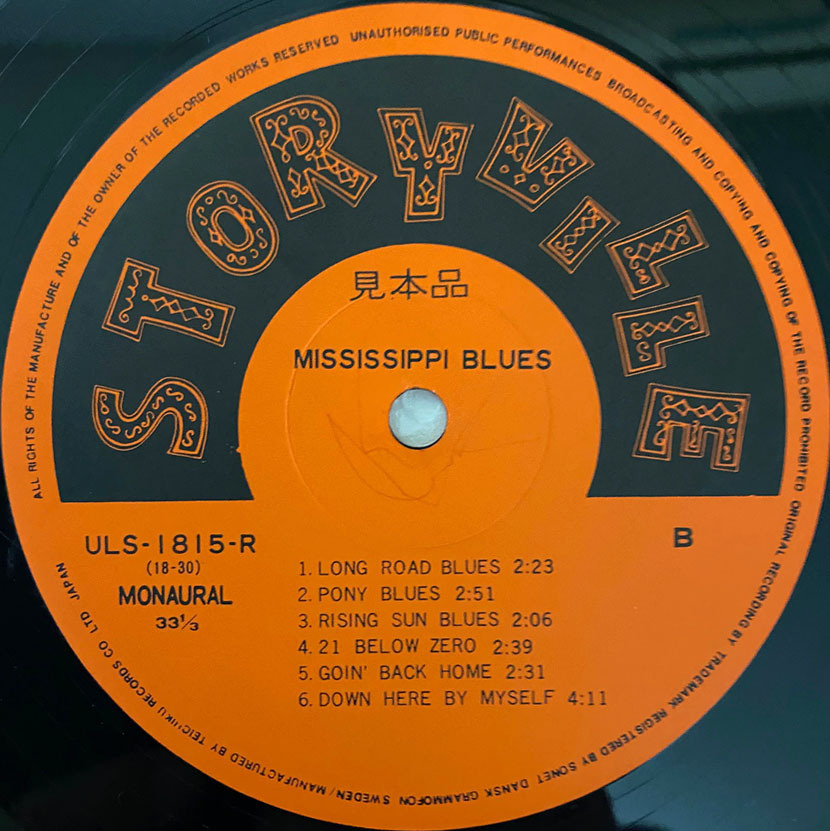 ALL RIGHTS OF THE MANUFACTURE AND OF THE OWNER OF THE RECORDED WORKS RESERVED UNAUTHORISED PUBLIC PERFORMANCES BROADCASTING AND COPYING AND COPYING OF THE RECORD PROHIBITED ORIGINAL RECORDING BY TRADEMARK REGISTERED BY SONET DANSK GRAMMOFON SWEDEN/MANUFACTURED BY TEICHIKU RECORDS CO LTD JAPAN
STORYVILLE
見本品
MISSISSIPPI BLUES
ULS-1815-R
(18-30)
MONAURAL
33⅓
B
1. LONG ROAD BLUES 2:23
2. PONY BLUES 2:51
3. RISING SUN BLUES 2:06
4. 21 BELOW ZERO 2:39
5. GOIN' BACK HOME 2:31
6. DOWN HERE BY MYSELF 4:11